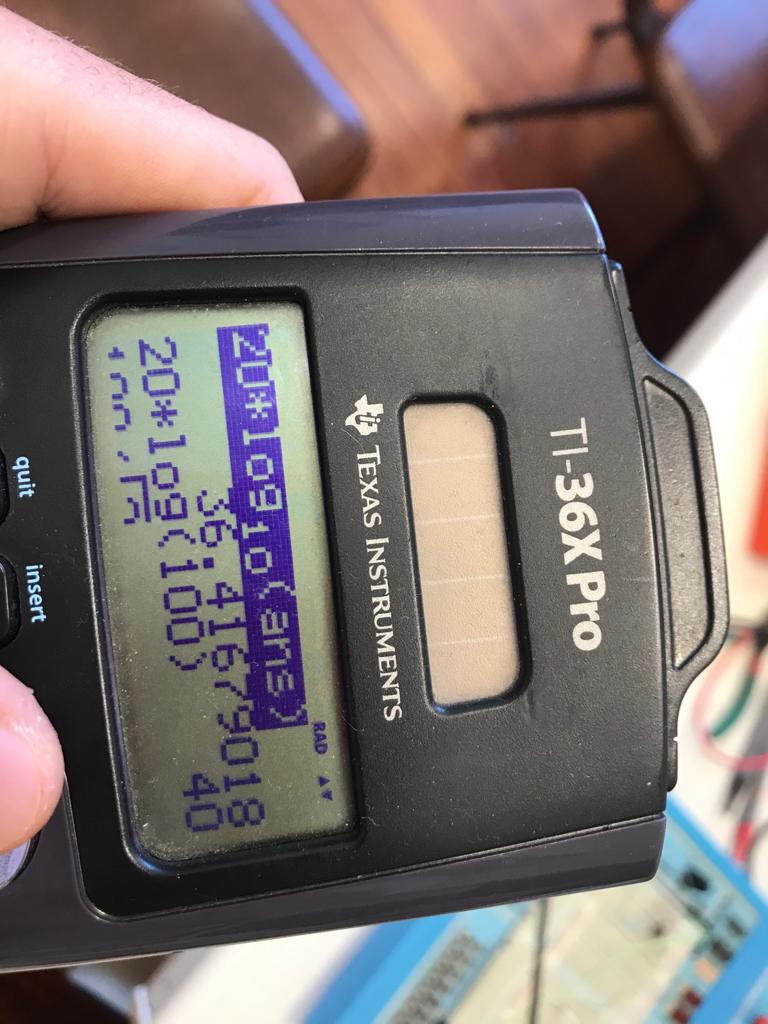 TI-36X Pro
TEXAS INSTRUMENTS
RAD ▲▼
20*log10(ans)
36.41679018
20*log(100)
40
quit
insert